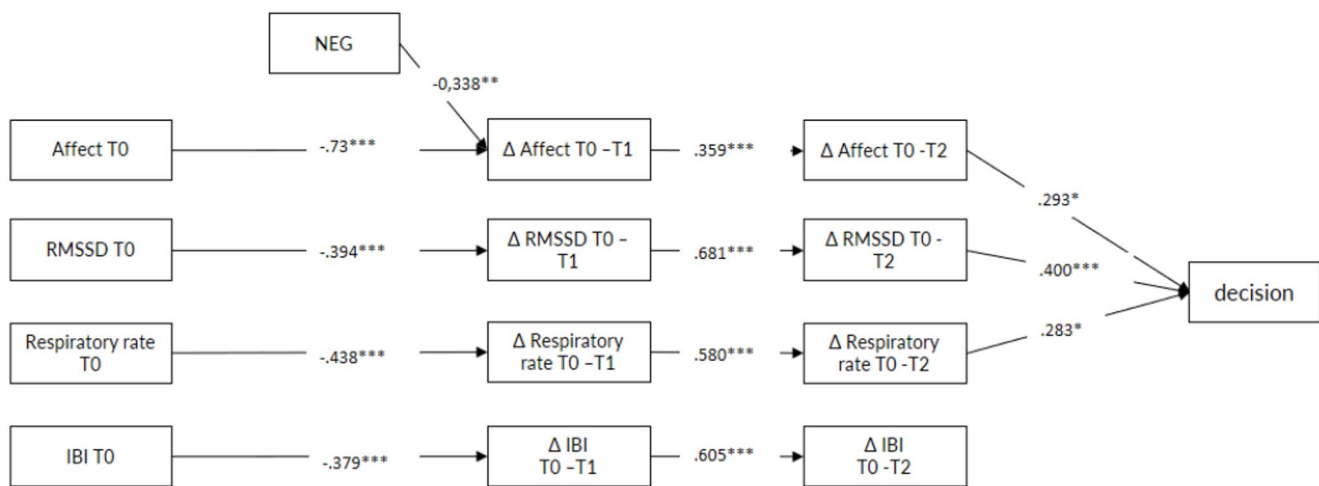 NEG
-0,338**
Affect T0
-.73***
Δ Affect T0 –T1
.359***
Δ Affect T0 -T2
.293*
RMSSD T0
-.394***
Δ RMSSD T0 –
T1
.681***
Δ RMSSD T0 -
T2
.400***
decision
Respiratory rate
T0
-.438***
Δ Respiratory
rate T0 –T1
.580***
Δ Respiratory
rate T0 -T2
.283*
IBI T0
-.379***
Δ IBI
T0 –T1
.605***
Δ IBI
T0 -T2